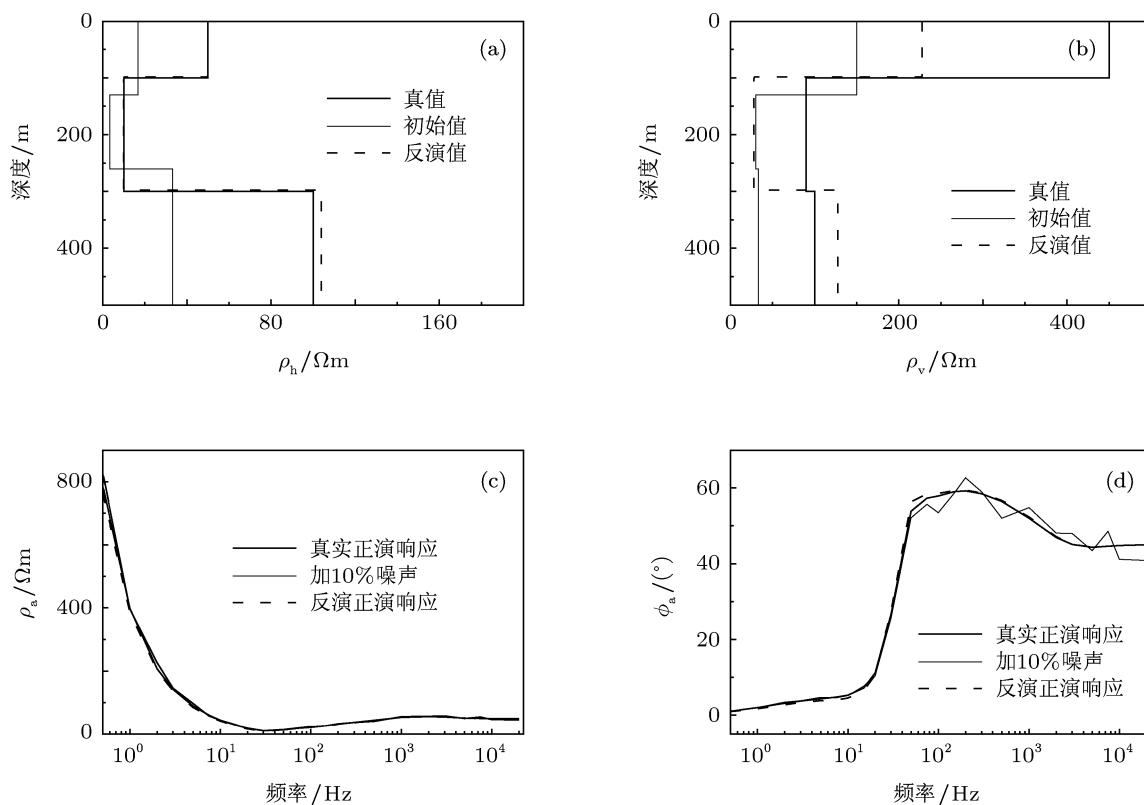 (a)
0
200
400
深度/m
0
80
160
ρh/Ωm
真值
初始值
反演值
(b)
0
200
400
深度/m
0
200
400
ρv/Ωm
真值
初始值
反演值
(c)
800
400
0
ρa/Ωm
10^0
10^1
10^2
10^3
10^4
频率/Hz
真实正演响应
加10%噪声
反演正演响应
(d)
60
40
20
0
ϕa/(°)
10^0
10^1
10^2
10^3
10^4
频率/Hz
真实正演响应
加10%噪声
反演正演响应